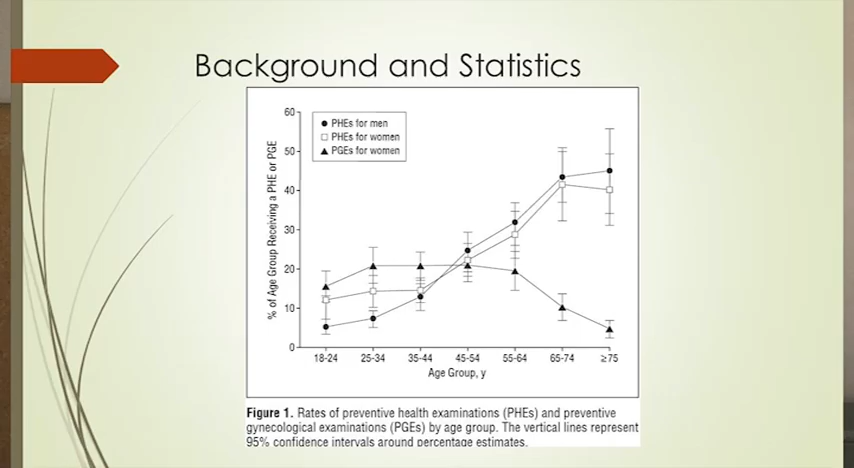 Background and Statistics
60
50
40
30
20
10
0
% of Age Group Receiving a PHE or PGE
PHEs for men
PHEs for women
PGEs for women
18-24 25-34 35-44 45-54 55-64 65-74 ≥75
Age Group, y
Figure 1. Rates of preventive health examinations (PHEs) and preventive
gynecological examinations (PGEs) by age group. The vertical lines represent
95% confidence intervals around percentage estimates.